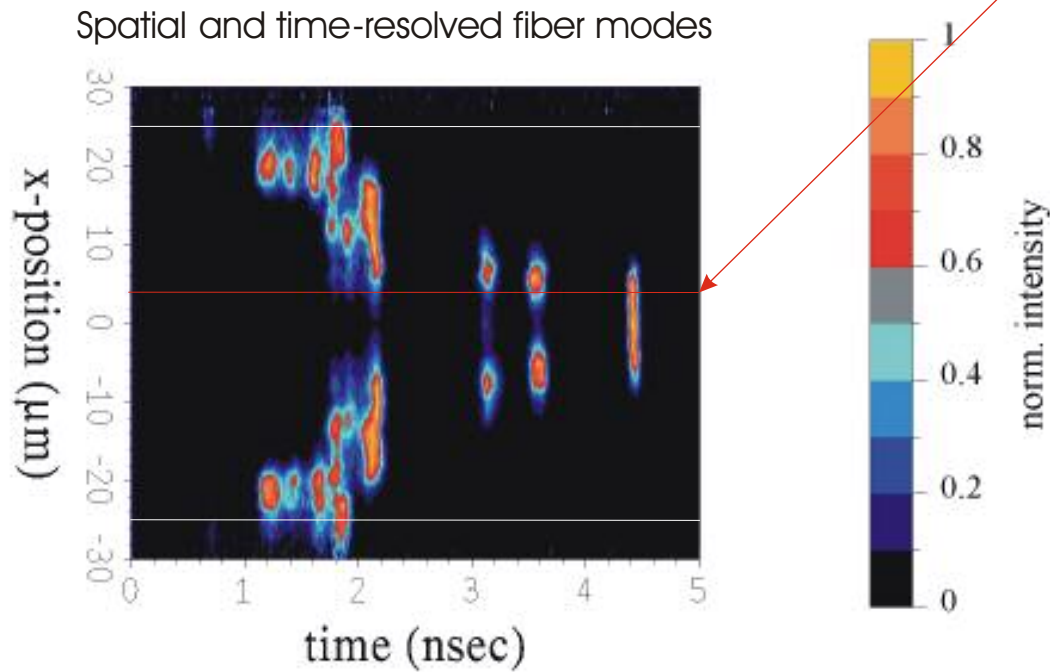 Spatial and time-resolved fiber modes
30
20
10
0
-10
-20
-30
x-position (μm)
0 1 2 3 4 5
time (nsec)
1
0.8
0.6
0.4
0.2
0
norm. intensity